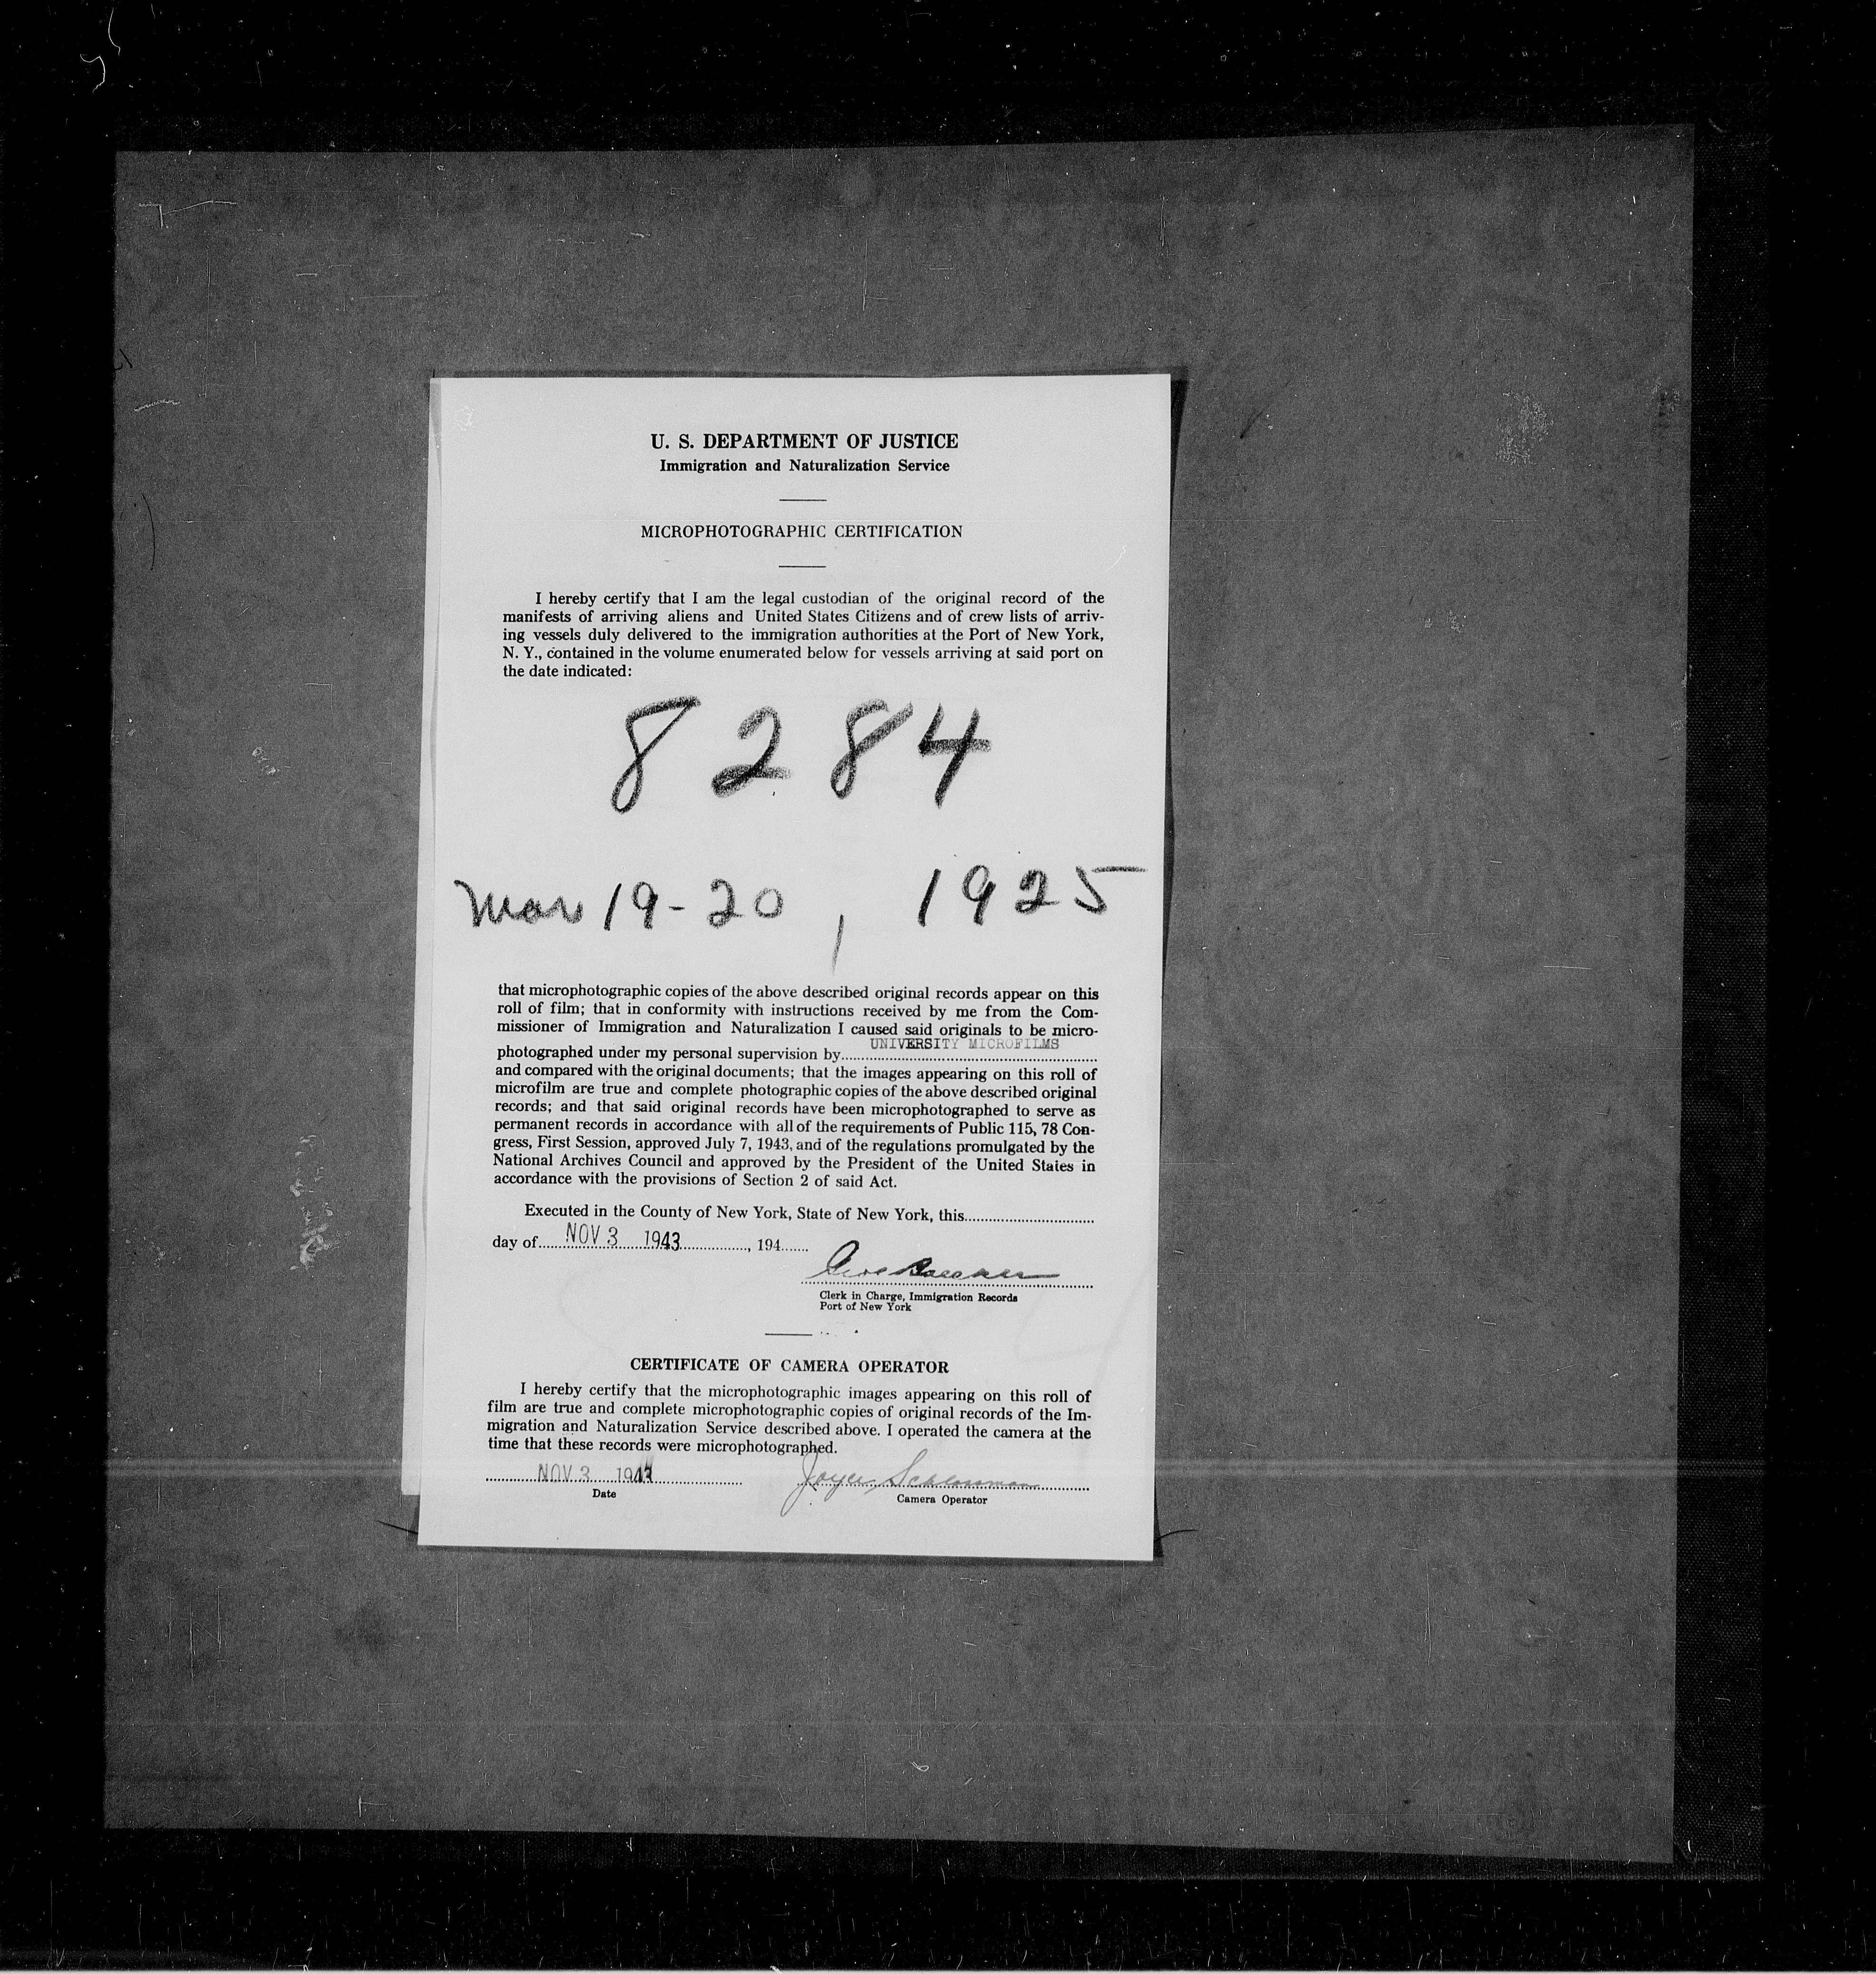 U. S. DEPARTMENT OF JUSTICE
Immigration and Naturalization Service
MICROPHOTOGRAPHIC CERTIFICATION
I hereby certify that I am the legal custodian of the original record of the
manifests of arriving aliens and United States Citizens and of crew lists of arriv-
ing vessels duly delivered to the immigration authorities at the Port of New York,
N. Y., contained in the volume enumerated below for vessels arriving at said port on
the date indicated:
8284
Mar 19-20, 1925
that microphotographic copies of the above described original records appear on this
roll of film; that in conformity with instructions received by me from the Com-
missioner of Immigration and Naturalization I caused said originals to be micro-
photographed under my personal supervision by UNIVERSITY MICROFILMS
and compared with the original documents; that the images appearing on this roll of
microfilm are true and complete photographic copies of the above described original
records; and that said original records have been microphotographed to serve as
permanent records in accordance with all of the requirements of Public 115, 78 Con-
gress, First Session, approved July 7, 1943, and of the regulations promulgated by the
National Archives Council and approved by the President of the United States in
accordance with the provisions of Section 2 of said Act.
Executed in the County of New York, State of New York, this
day of NOV 3 1943, 194
Clerk in Charge, Immigration Records
Port of New York
CERTIFICATE OF CAMERA OPERATOR
I hereby certify that the microphotographic images appearing on this roll of
film are true and complete microphotographic copies of original records of the Im-
migration and Naturalization Service described above. I operated the camera at the
time that these records were microphotographed.
NOV 3 1943 Joyce
Date Camera Operator